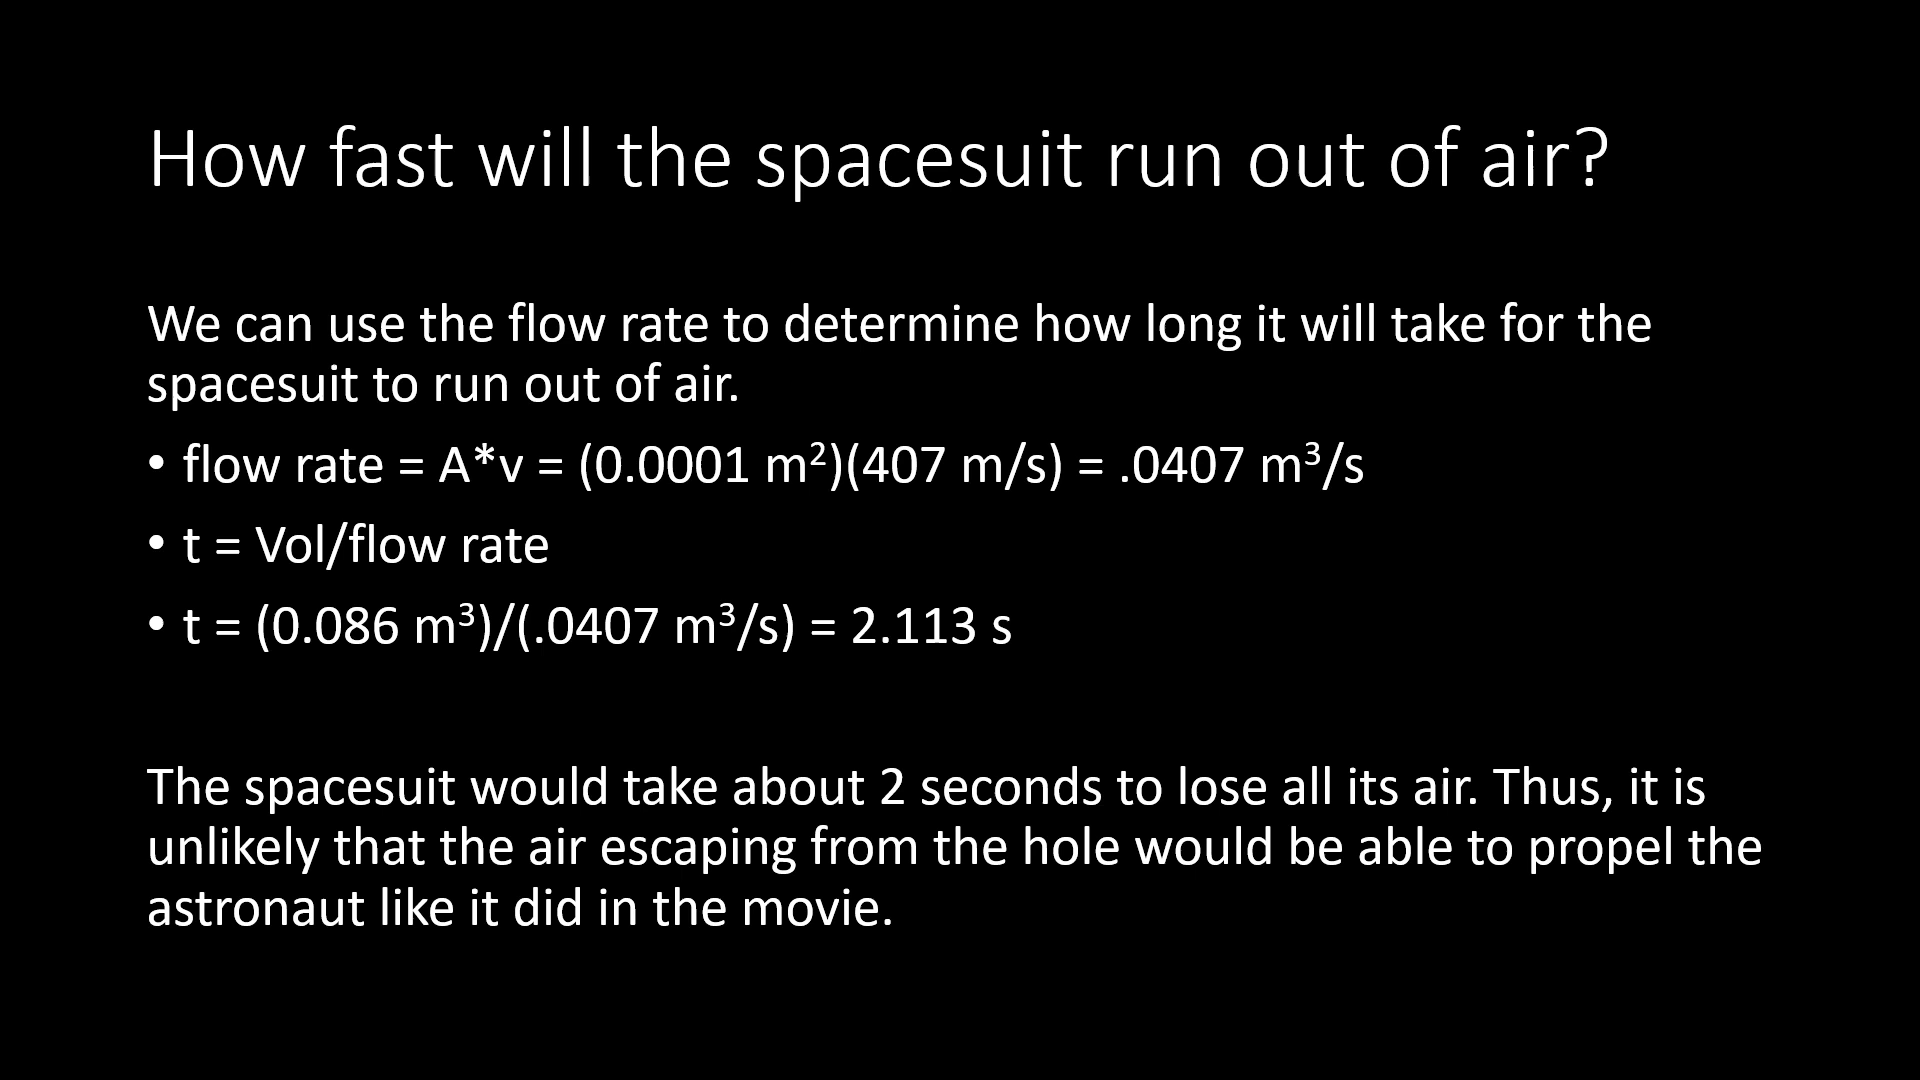 How fast will the spacesuit run out of air?
We can use the flow rate to determine how long it will take for the
spacesuit to run out of air.
• flow rate = A*v = (0.0001 m²)(407 m/s) = .0407 m³/s
• t = Vol/flow rate
• t = (0.086 m³)/(.0407 m³/s) = 2.113 s
The spacesuit would take about 2 seconds to lose all its air. Thus, it is
unlikely that the air escaping from the hole would be able to propel the
astronaut like it did in the movie.